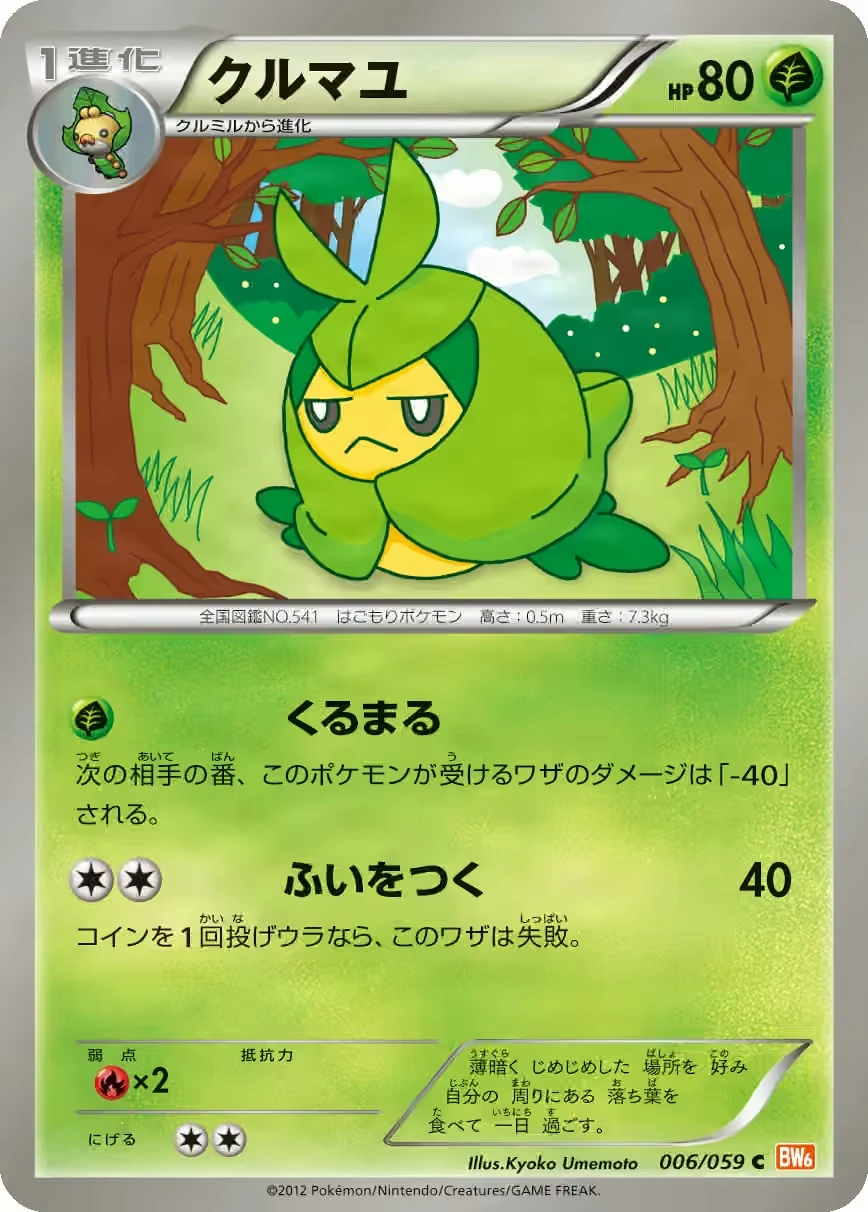 1進化
クルマユ
HP80
クルミルから進化
全国図鑑NO.541 はごもりポケモン 高さ：0.5m 重さ：7.3kg
くるまる
次の相手の番、このポケモンが受けるワザのダメージは「-40」
される。
ふいをつく 40
コインを1回投げウラなら、このワザは失敗。
弱点 抵抗力
×2
にげる
薄暗く じめじめした 場所を 好み
自分の 周りにある 落ち葉を
食べて 一日 過ごす。
Illus.Kyoko Umemoto 006/059 C BW6
©2012 Pokémon/Nintendo/Creatures/GAME FREAK.